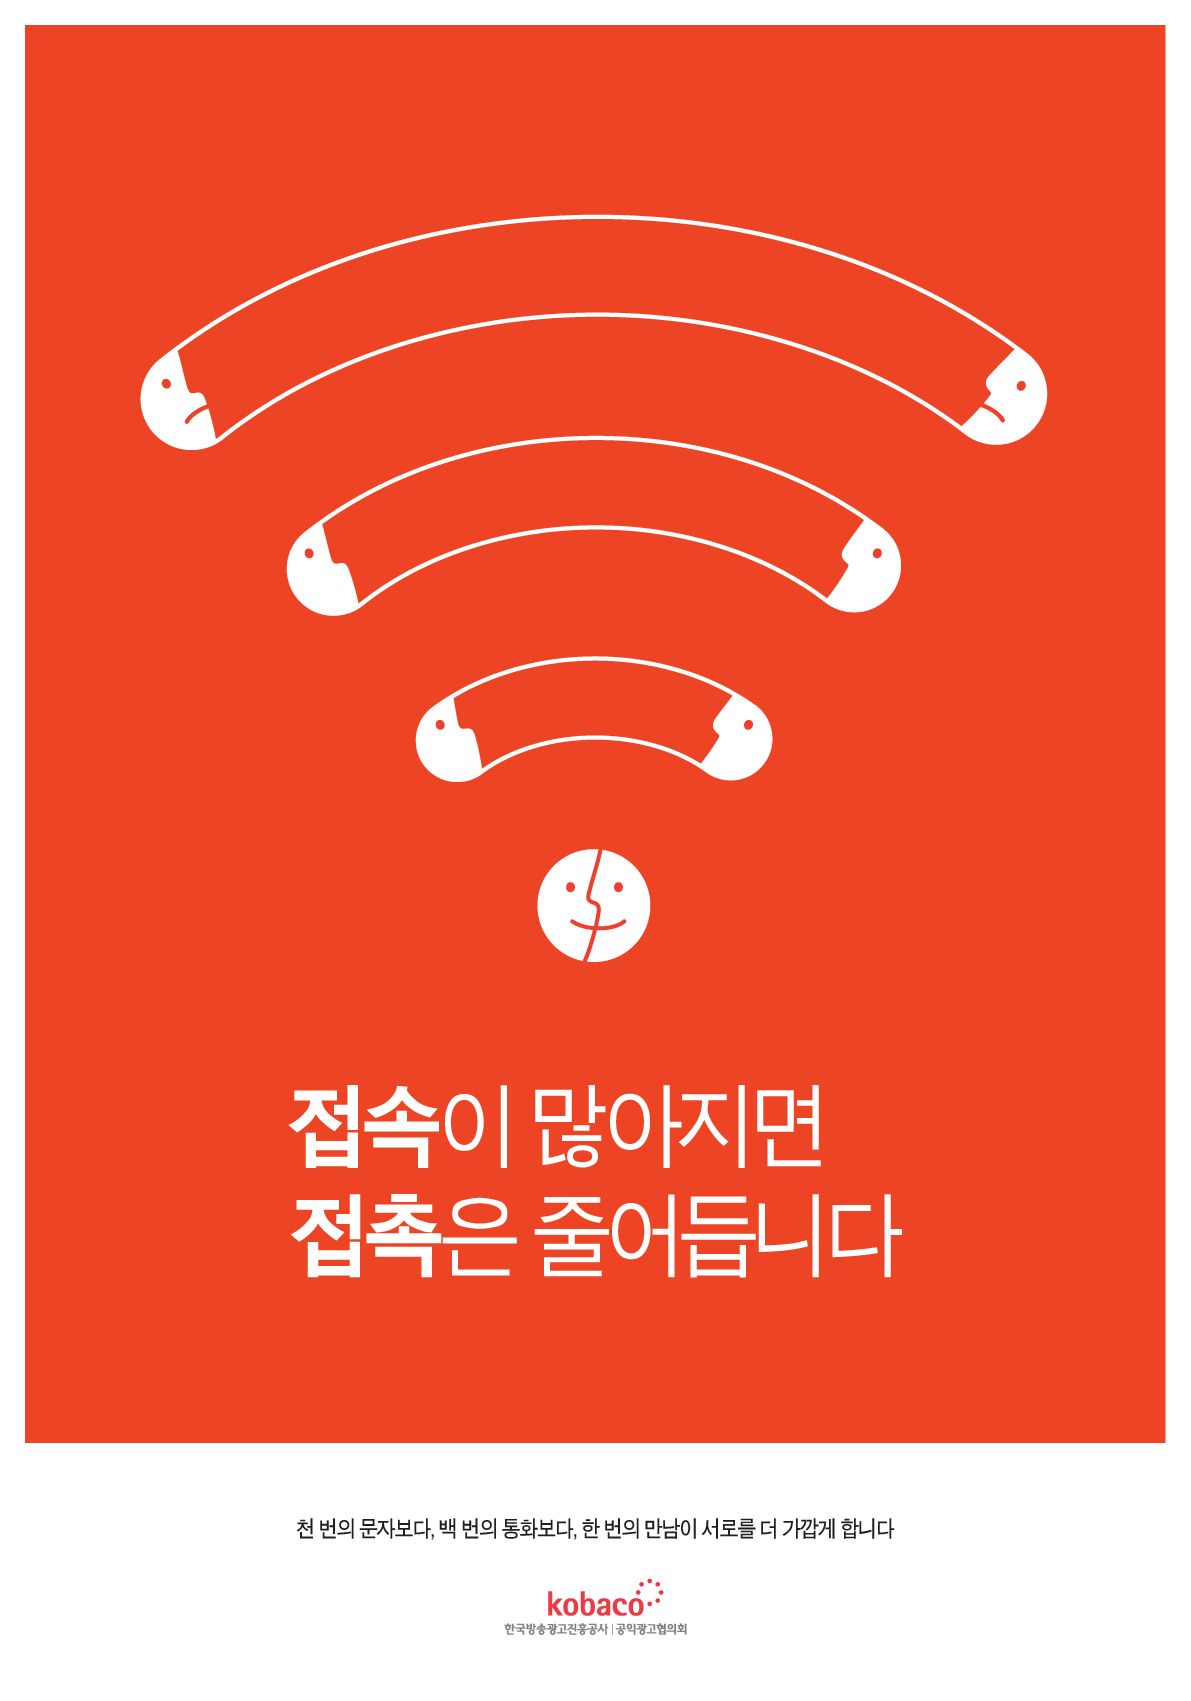 접속이 많아지면
접촉은 줄어듭니다
천 번의 문자보다, 백 번의 통화보다, 한 번의 만남이 서로를 더 가깝게 합니다
kobaco
한국방송광고진흥공사 | 공익광고협의회